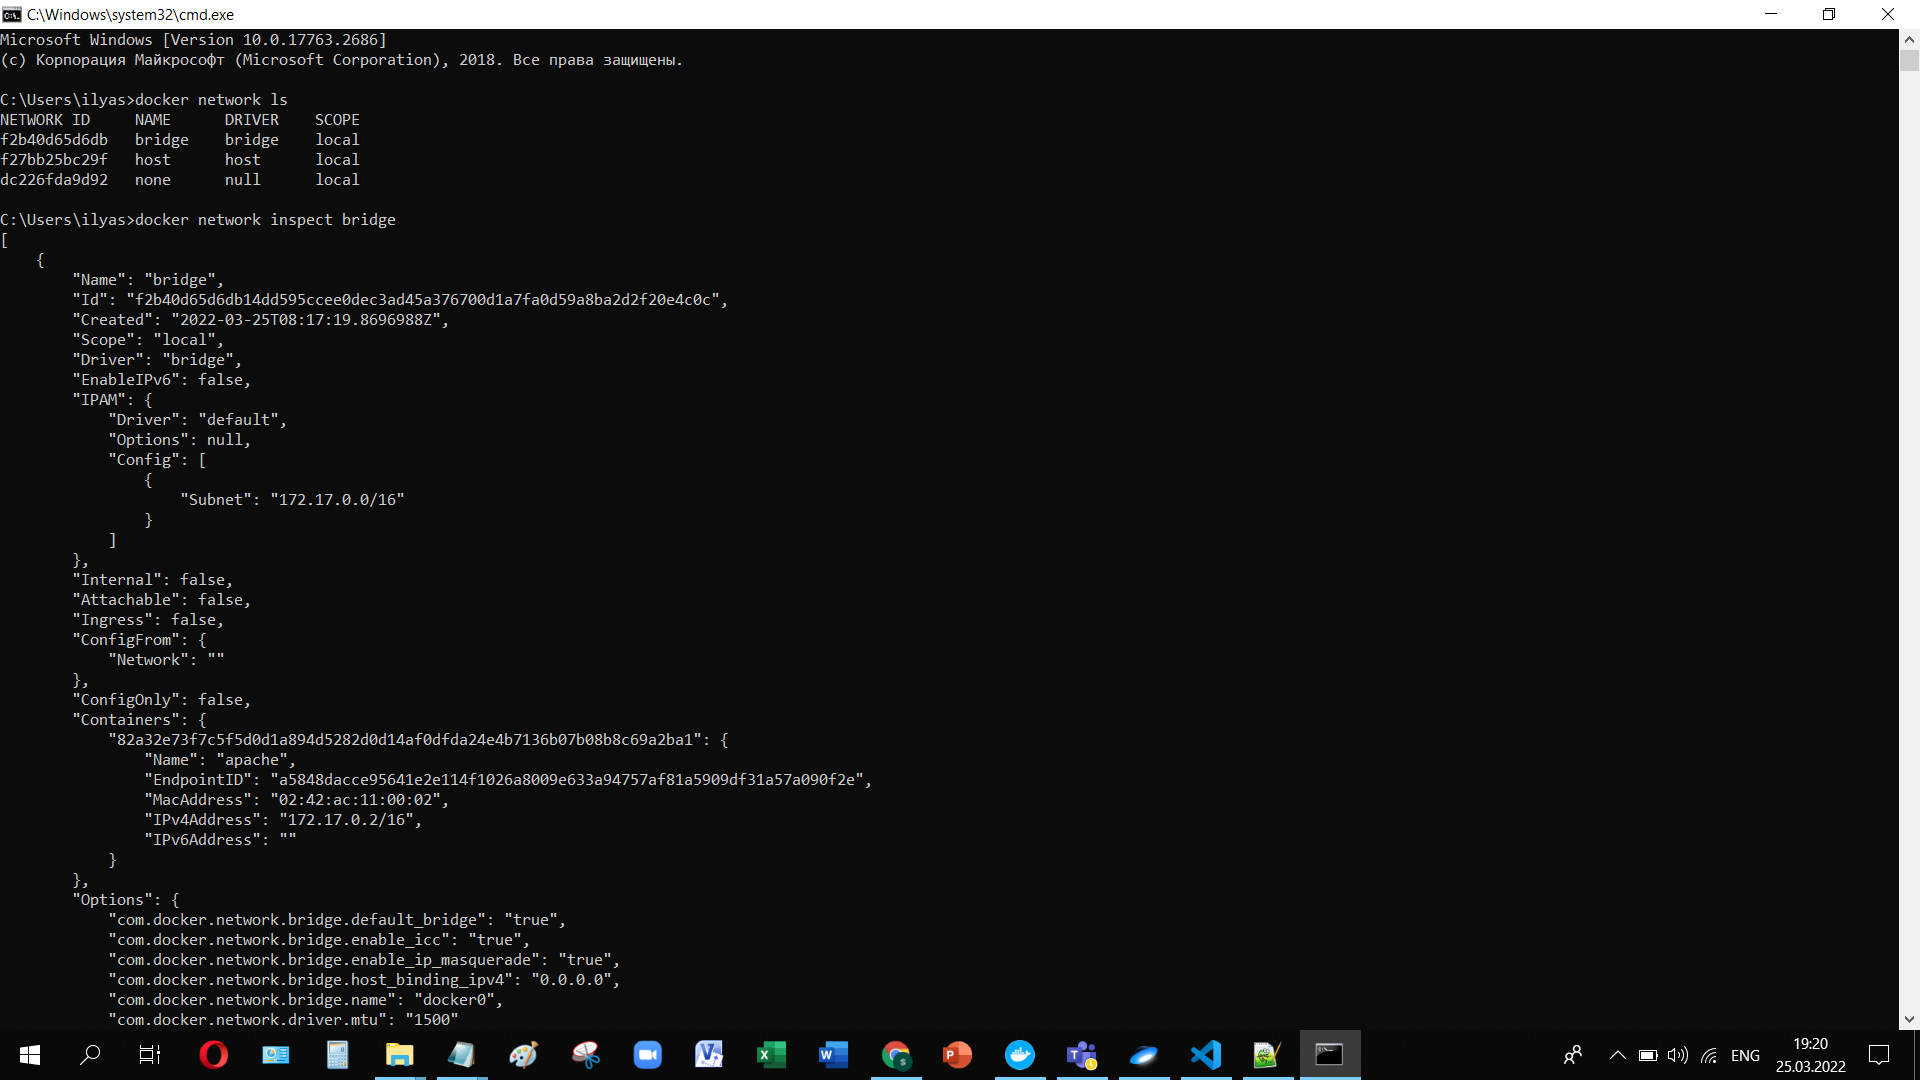 C:\Windows\system32\cmd.exe
Microsoft Windows [Version 10.0.17763.2686]
(c) Корпорация Майкрософт (Microsoft Corporation), 2018. Все права защищены.
C:\Users\ilyas>docker network ls
NETWORK ID     NAME      DRIVER    SCOPE
f2b40d65d6db   bridge    bridge    local
f27bb25bc29f   host      host      local
dc226fda9d92   none      null      local
C:\Users\ilyas>docker network inspect bridge
[
    {
        "Name": "bridge",
        "Id": "f2b40d65d6db14dd595ccee0dec3ad45a376700d1a7fa0d59a8ba2d2f20e4c0c",
        "Created": "2022-03-25T08:17:19.8696988Z",
        "Scope": "local",
        "Driver": "bridge",
        "EnableIPv6": false,
        "IPAM": {
            "Driver": "default",
            "Options": null,
            "Config": [
                {
                    "Subnet": "172.17.0.0/16"
                }
            ]
        },
        "Internal": false,
        "Attachable": false,
        "Ingress": false,
        "ConfigFrom": {
            "Network": ""
        },
        "ConfigOnly": false,
        "Containers": {
            "82a32e73f7c5f5d0d1a894d5282d0d14af0dfda24e4b7136b07b08b8c69a2ba1": {
                "Name": "apache",
                "EndpointID": "a5848dacce95641e2e114f1026a8009e633a94757af81a5909df31a57a090f2e",
                "MacAddress": "02:42:ac:11:00:02",
                "IPv4Address": "172.17.0.2/16",
                "IPv6Address": ""
            }
        },
        "Options": {
            "com.docker.network.bridge.default_bridge": "true",
            "com.docker.network.bridge.enable_icc": "true",
            "com.docker.network.bridge.enable_ip_masquerade": "true",
            "com.docker.network.bridge.host_binding_ipv4": "0.0.0.0",
            "com.docker.network.bridge.name": "docker0",
            "com.docker.network.driver.mtu": "1500"
ENG
19:20
25.03.2022